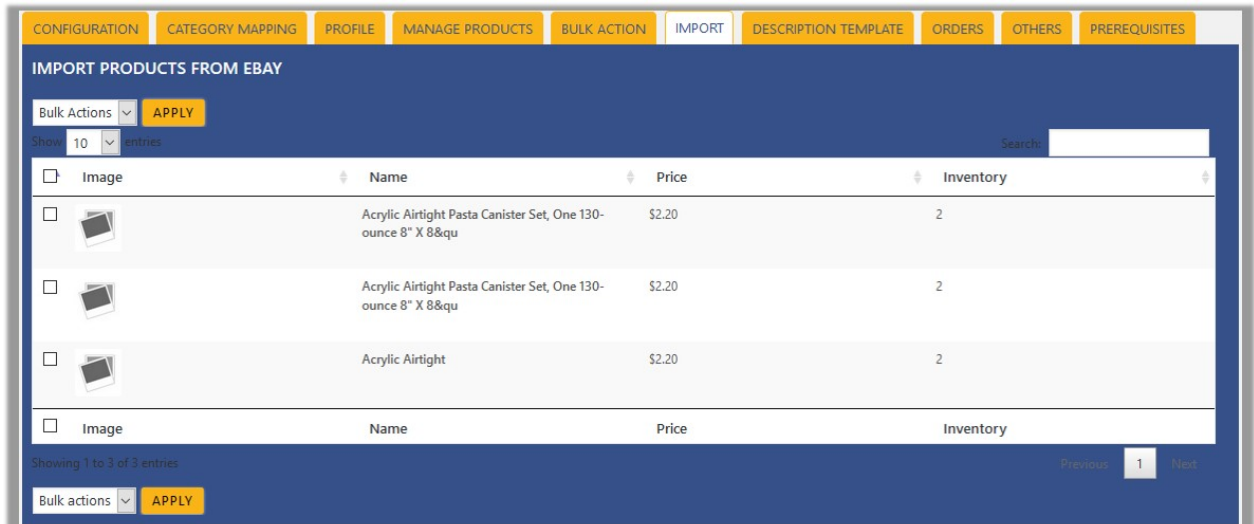 CONFIGURATION CATEGORY MAPPING PROFILE MANAGE PRODUCTS BULK ACTION IMPORT DESCRIPTION TEMPLATE ORDERS OTHERS PREREQUISITES
IMPORT PRODUCTS FROM EBAY
Bulk Actions APPLY
Show 10 entries Search:
Image Name Price Inventory
Acrylic Airtight Pasta Canister Set, One 130- $2.20 2
ounce 8" X 8&qu
Acrylic Airtight Pasta Canister Set, One 130- $2.20 2
ounce 8" X 8&qu
Acrylic Airtight $2.20 2
Image Name Price Inventory
Showing 1 to 3 of 3 entries Previous 1 Next
Bulk actions APPLY